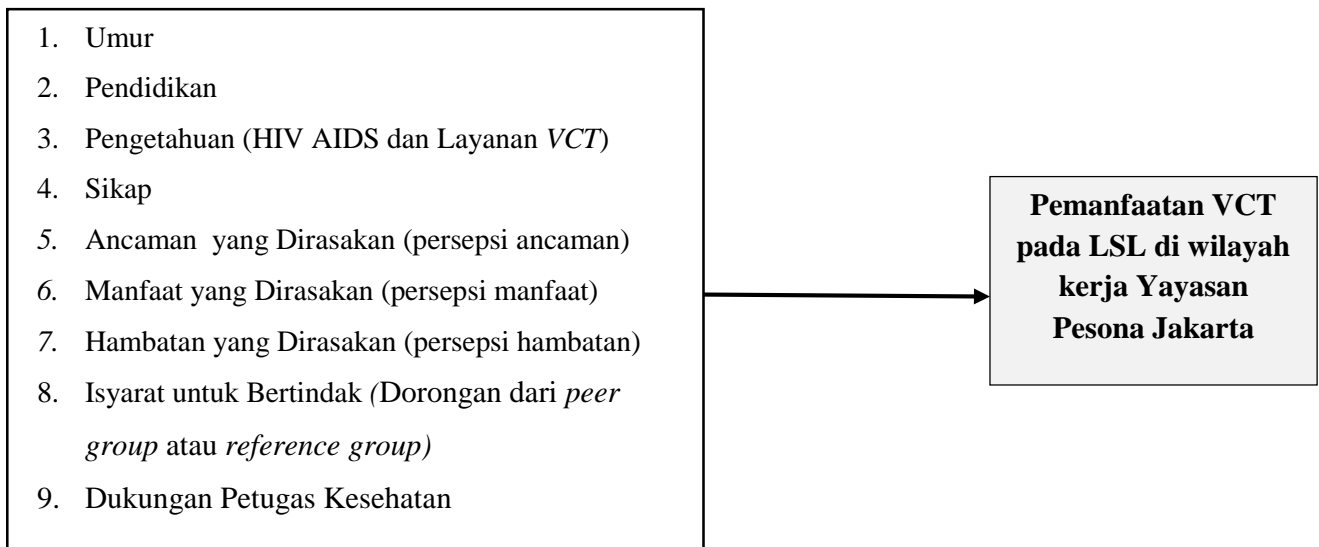 1. Umur
2. Pendidikan
3. Pengetahuan (HIV AIDS dan Layanan VCT)
4. Sikap
5. Ancaman yang Dirasakan (persepsi ancaman)
6. Manfaat yang Dirasakan (persepsi manfaat)
7. Hambatan yang Dirasakan (persepsi hambatan)
8. Isyarat untuk Bertindak (Dorongan dari peer
group atau reference group)
9. Dukungan Petugas Kesehatan
Pemanfaatan VCT
pada LSL di wilayah
kerja Yayasan
Pesona Jakarta